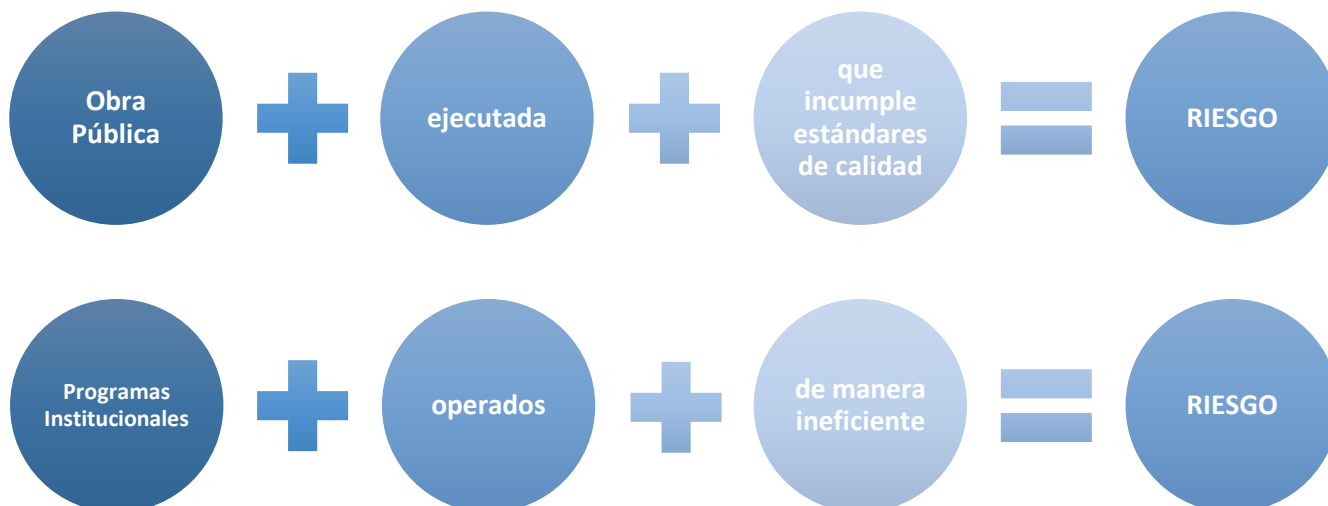 Obra
Pública
ejecutada
que
incumple
estándares
de calidad
RIESGO
Programas
Institucionales
operados
de manera
ineficiente
RIESGO